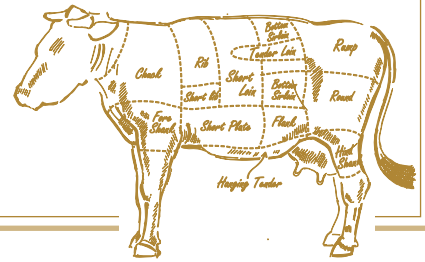 Bottom
Sirloin
Rump
Tender Loin
Rib
Chuck
Short
Loin
Short Rib
Bottom
Sirloin
Round
Fore
Shank
Short Plate
Flank
Hind
Shank
Hanging Tender